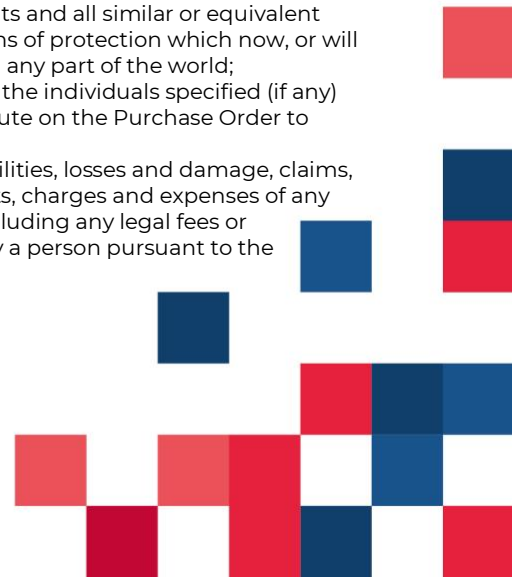 ts and all similar or equivalent
ns of protection which now, or will
any part of the world;
the individuals specified (if any)
ute on the Purchase Order to
ilities, losses and damage, claims,
s, charges and expenses of any
cluding any legal fees or
y a person pursuant to the